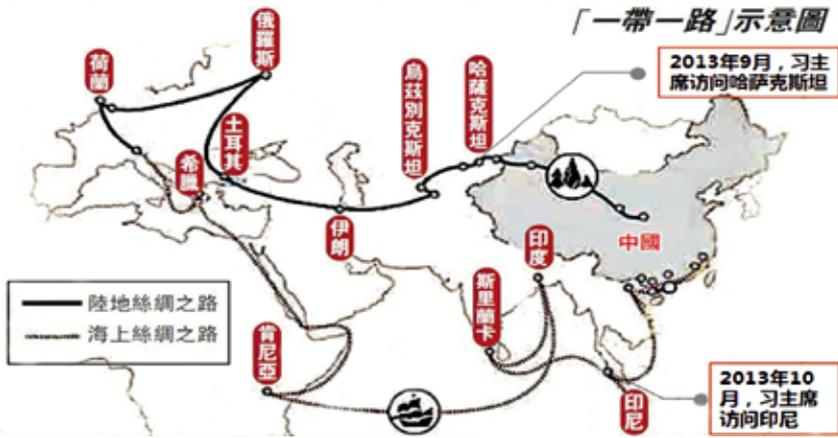 「一帶一路」示意圖
2013年9月，习主
席访问哈萨克斯坦
俄羅斯
荷蘭
哈薩克斯坦
烏茲別克斯坦
土耳其
希臘
伊朗
中國
印度
斯里蘭卡
陸地絲綢之路
海上絲綢之路
肯尼亞
印尼
2013年10
月，习主席
访问印尼